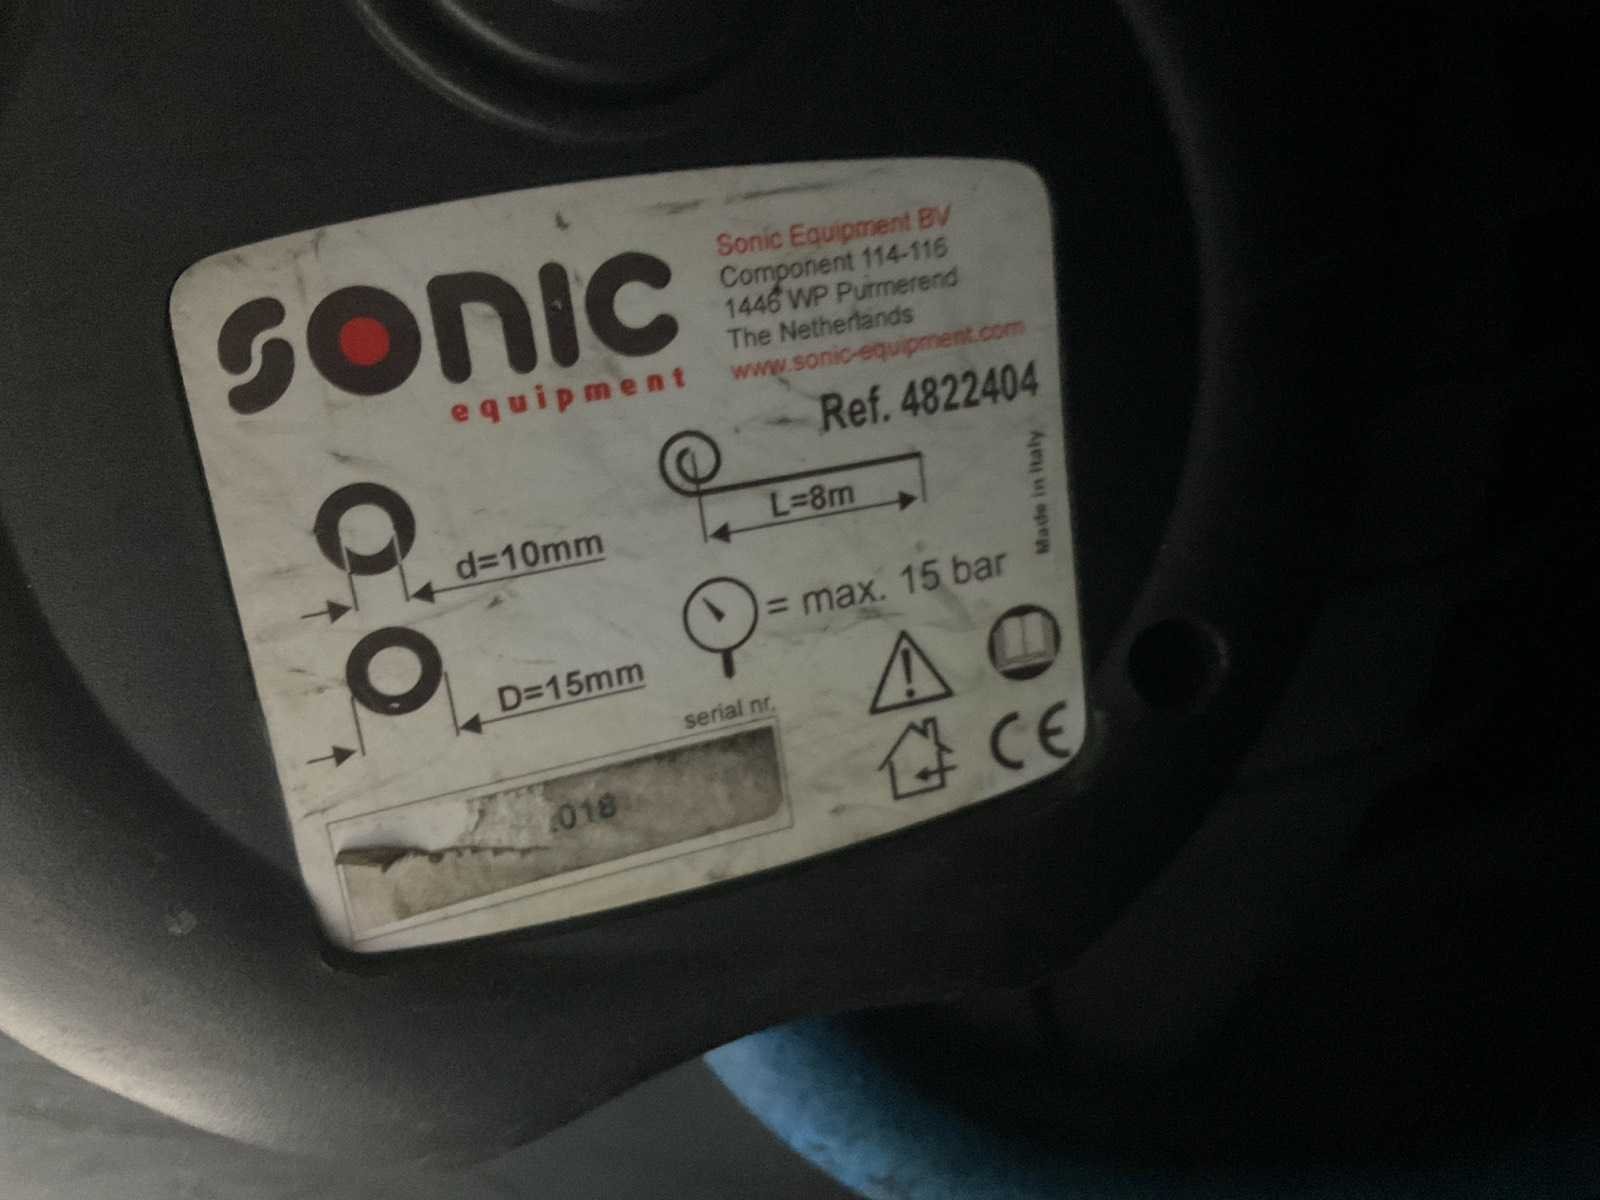 SONIC
equipment
Sonic Equipment BV
Component 114-116
1446 WP Purmerend
The Netherlands
www.sonic-equipment.com
Ref. 4822404
L=8m
Made in Italy
d=10mm
= max. 15 bar
D=15mm
serial nr.
.018
CE